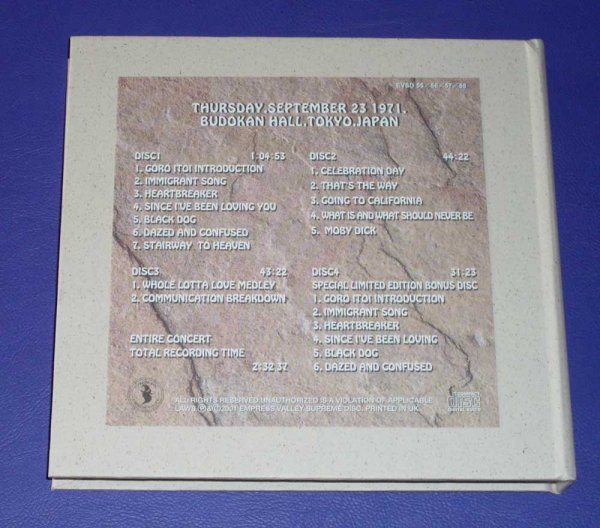 EVSD 55/56/57/58
THURSDAY.SEPTEMBER 23 1971.
BUDOKAN HALL.TOKYO.JAPAN
DISC1 1:04:53
1. GORO ITOI INTRODUCTION
2. IMMIGRANT SONG
3. HEARTBREAKER
4. SINCE I'VE BEEN LOVING YOU
5. BLACK DOG
6. DAZED AND CONFUSED
7. STAIRWAY TO HEAVEN
DISC2 44:22
1. CELEBRATION DAY
2. THAT'S THE WAY
3. GOING TO CALIFORNIA
4. WHAT IS AND WHAT SHOULD NEVER BE
5. MOBY DICK
DISC3 43:22
1. WHOLE LOTTA LOVE MEDLEY
2. COMMUNICATION BREAKDOWN
ENTIRE CONCERT
TOTAL RECORDING TIME
2:32:37
DISC4 31:23
SPECIAL LIMITED EDITION BONUS DISC
1. GORO ITOI INTRODUCTION
2. IMMIGRANT SONG
3. HEARTBREAKER
4. SINCE I'VE BEEN LOVING
5. BLACK DOG
6. DAZED AND CONFUSED
ALL RIGHTS RESERVED.UNAUTHORIZED IS A VIOLATION OF APPLICABLE
LAWS ℗&©2001 EMPRESS VALLEY SUPREME DISC. PRINTED IN UK.
COMPACT
disc
DIGITAL AUDIO